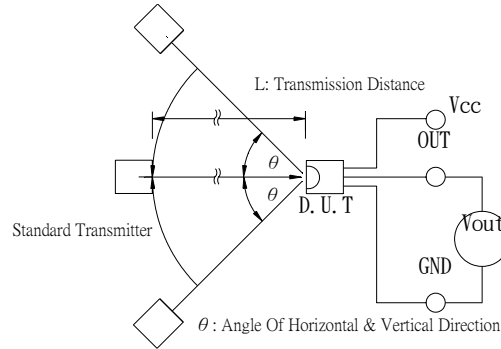 L: Transmission Distance
Vcc
OUT
θ
θ
D. U. T
Vout
Standard Transmitter
GND
θ : Angle Of Horizontal & Vertical Direction